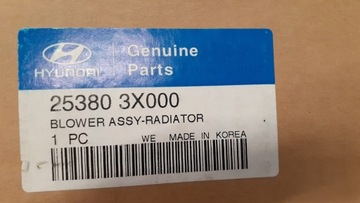 Genuine
HYUNDAI Parts
25380 3X000
BLOWER ASSY-RADIATOR
1 PC WE MADE IN KOREA